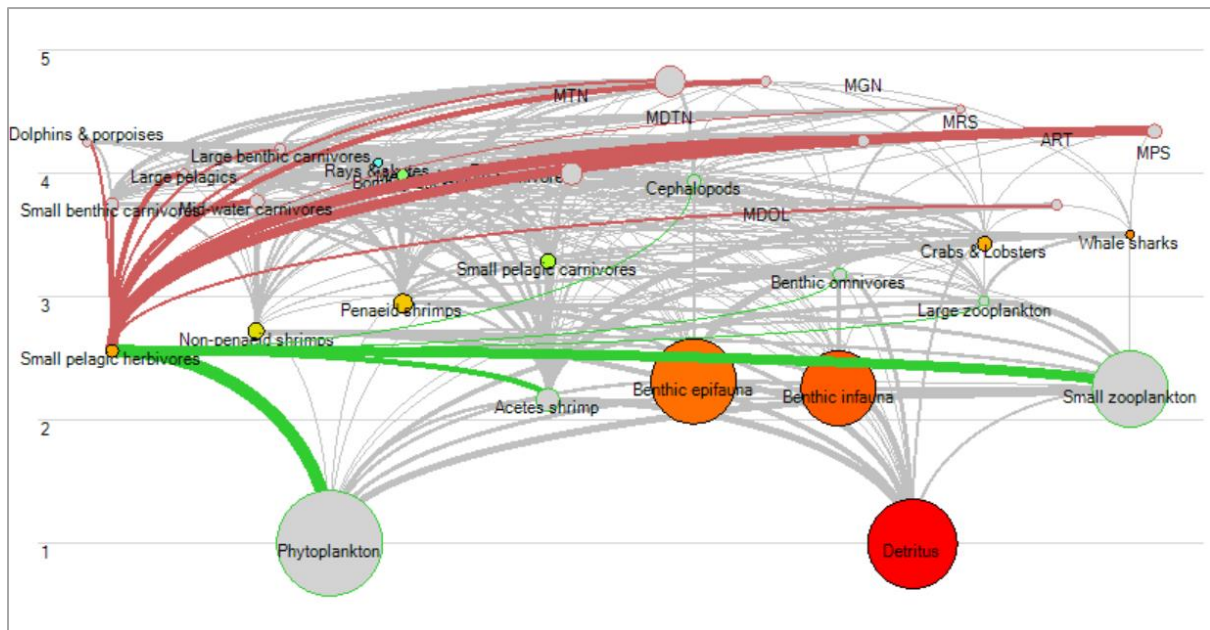 5
MTN
MGN
MDTN
MRS
Dolphins & porpoises
ART
MPS
Large benthic carnivores
Rays & skates
4
Large pelagics
Cephalopods
Small benthic carnivores
Mid-water carnivores
MDOL
Crabs & Lobsters
Whale sharks
Small pelagic carnivores
Benthic omnivores
3
Penaeid shrimps
Large zooplankton
Non-penaeid shrimps
Small pelagic herbivores
Benthic epifauna
Benthic infauna
Small zooplankton
Acetes shrimp
2
1
Phytoplankton
Detritus